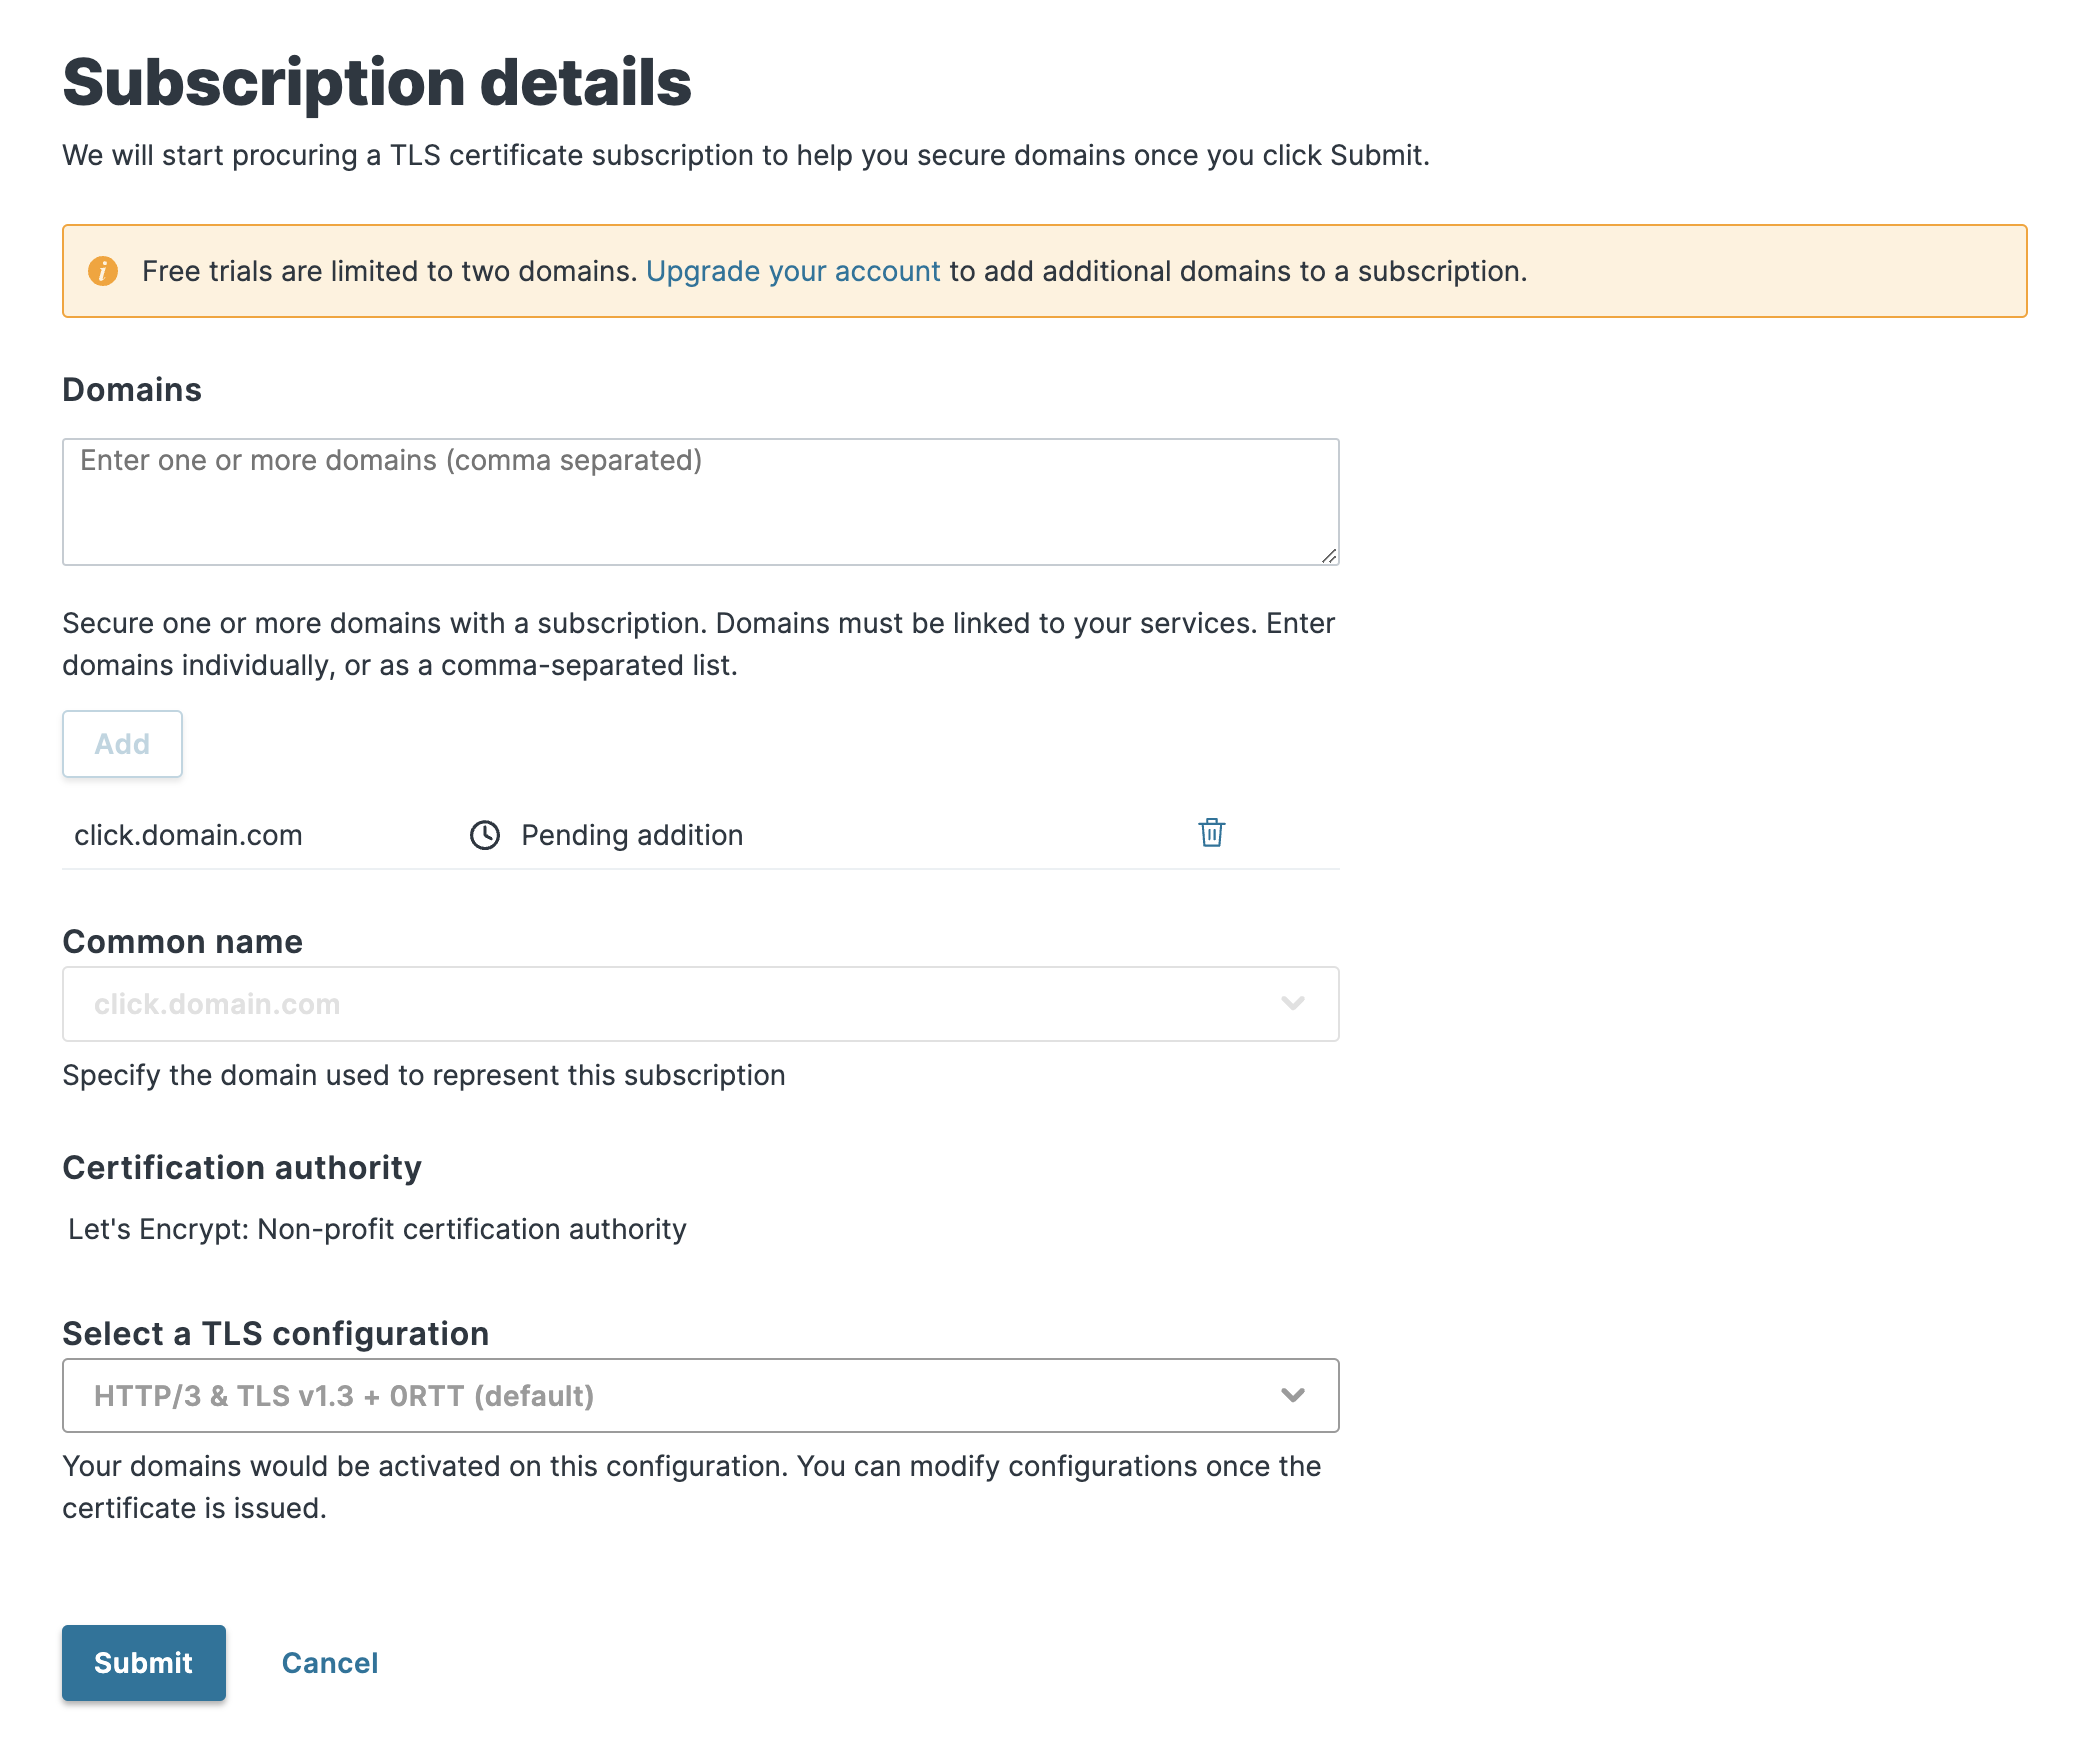 Subscription details
We will start procuring a TLS certificate subscription to help you secure domains once you click Submit.
Free trials are limited to two domains. Upgrade your account to add additional domains to a subscription.
Domains
Enter one or more domains (comma separated)
Secure one or more domains with a subscription. Domains must be linked to your services. Enter
domains individually, or as a comma-separated list.
Add
click.domain.com Pending addition
Common name
click.domain.com
Specify the domain used to represent this subscription
Certification authority
Let's Encrypt: Non-profit certification authority
Select a TLS configuration
HTTP/3 & TLS v1.3 + 0RTT (default)
Your domains would be activated on this configuration. You can modify configurations once the
certificate is issued.
Submit Cancel